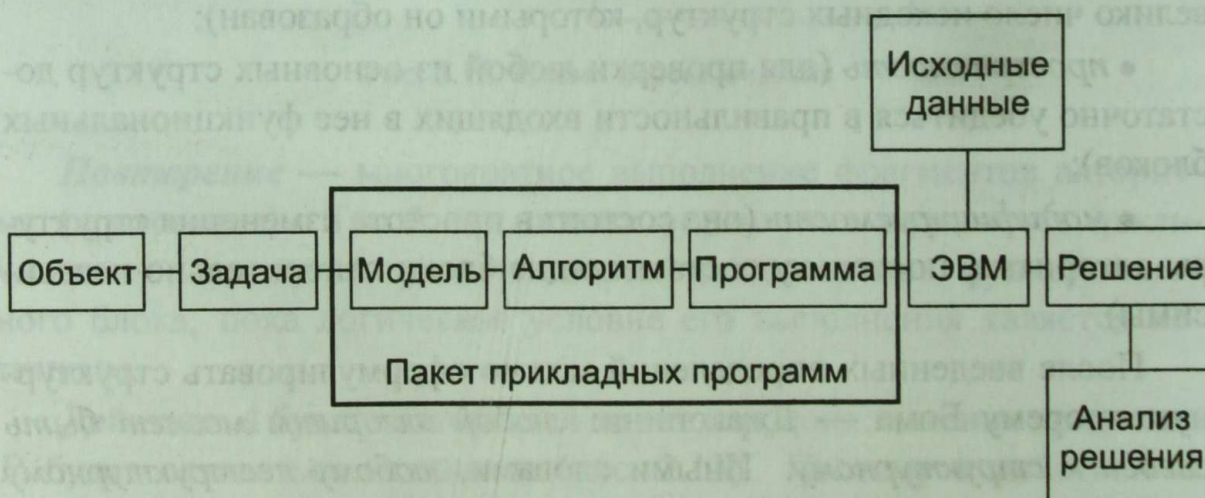 Исходные
данные
Объект
Задача
Модель
Алгоритм
Программа
ЭВМ
Решение
Пакет прикладных программ
Анализ
решения